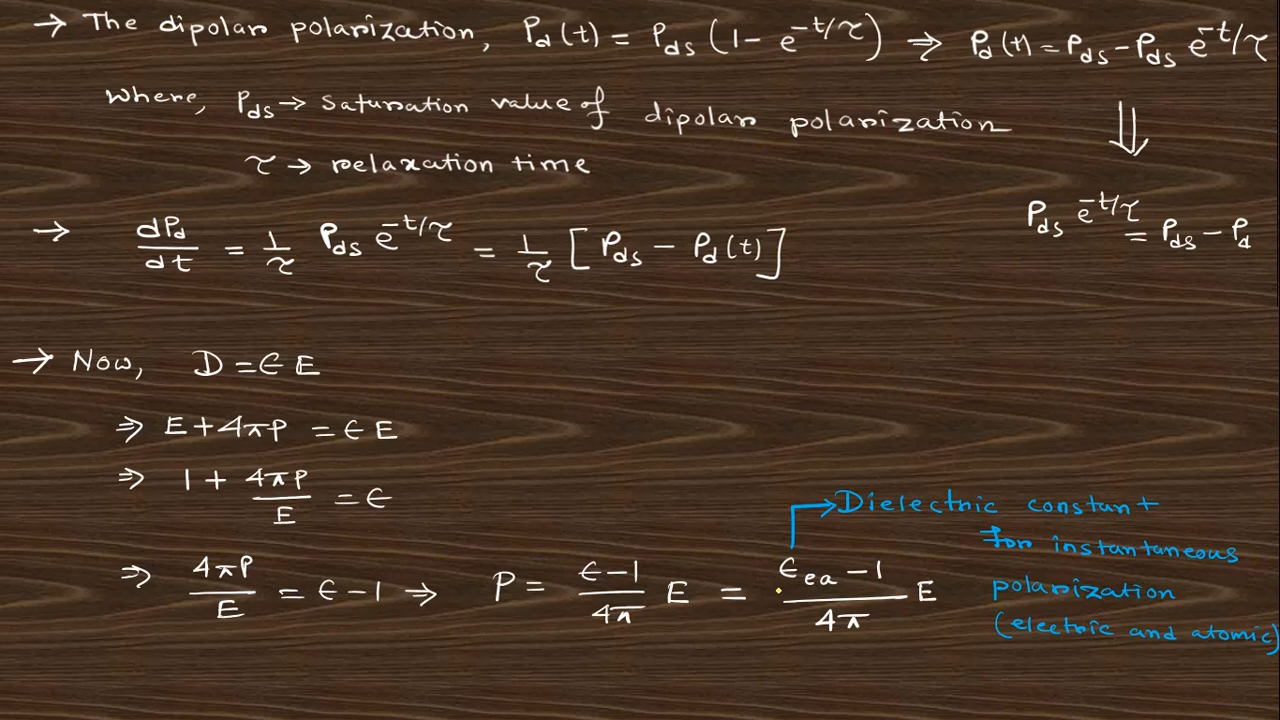 → The dipolar polarization, P_d(t) = P_ds (1 - e^{-t/τ}) ⇒ P_d(t) = P_ds - P_ds e^{-t/τ}
where, P_ds → saturation value of dipolar polarization
τ → relaxation time
⇓
P_ds e^{-t/τ} = P_ds - P_d
→ dP_d/dt = 1/τ P_ds e^{-t/τ} = 1/τ [P_ds - P_d(t)]
→ Now, D = ϵ E
⇒ E + 4πP = ϵ E
⇒ 1 + 4πP/E = ϵ
⇒ 4πP/E = ϵ - 1 → P = (ϵ - 1)/4π E = (ϵ_ea - 1)/4π E
→ Dielectric constant
for instantaneous
polarization
(electric and atomic)